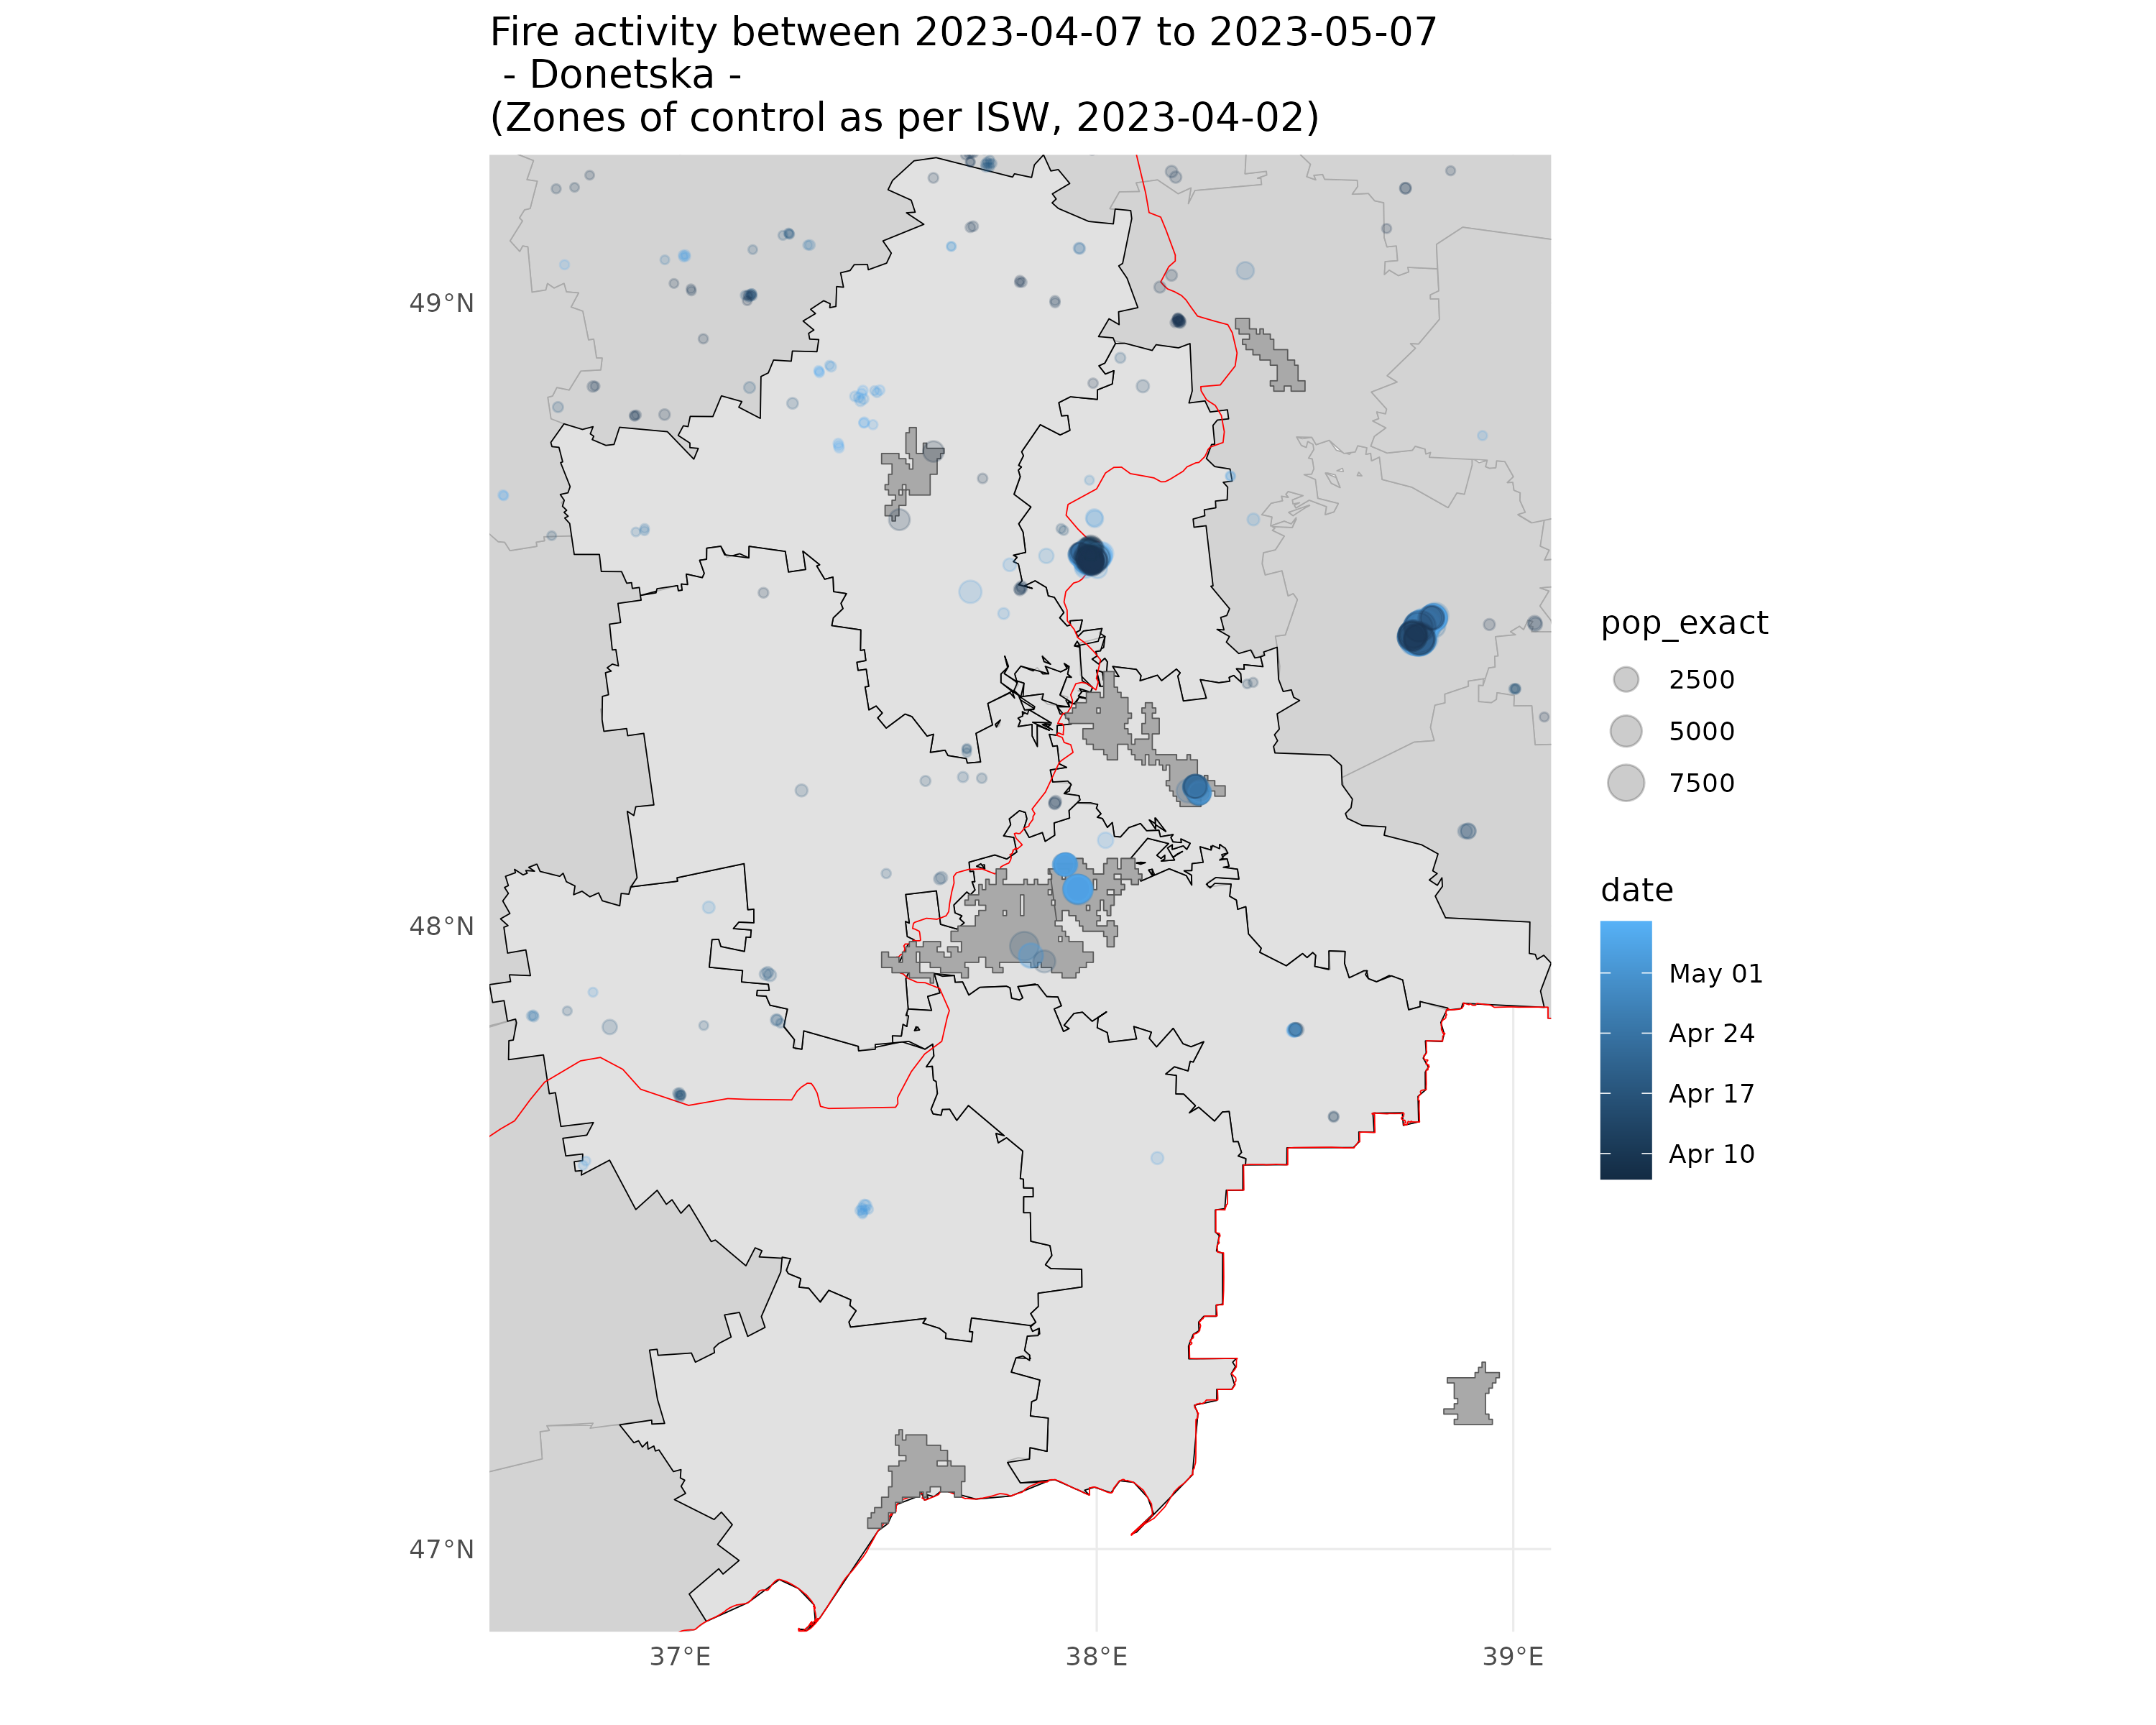 Fire activity between 2023-04-07 to 2023-05-07
- Donetska -
(Zones of control as per ISW, 2023-04-02)
49°N
48°N
47°N
37°E
38°E
39°E
pop_exact
2500
5000
7500
date
May 01
Apr 24
Apr 17
Apr 10